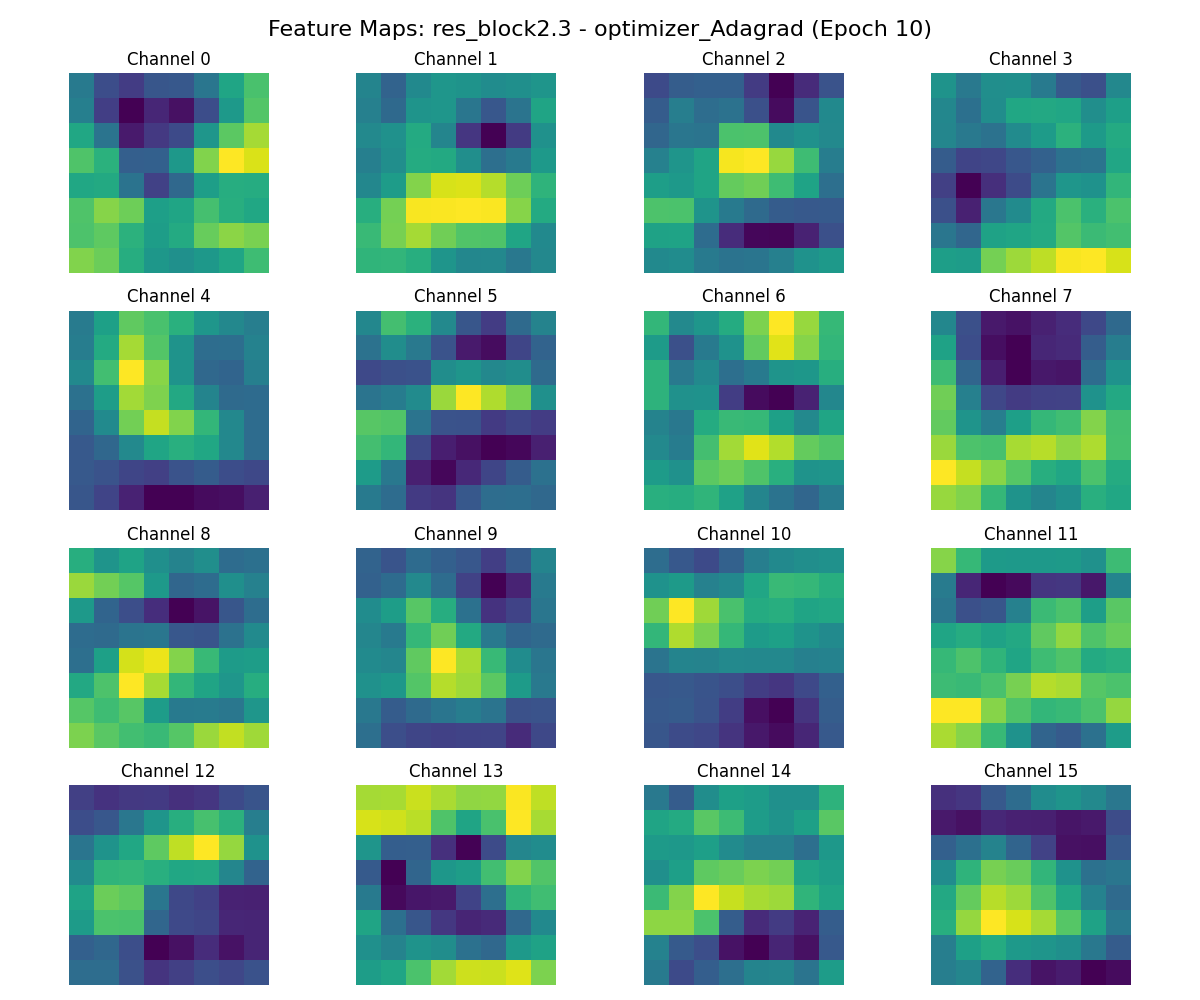 Feature Maps: res_block2.3 - optimizer_Adagrad (Epoch 10)
Channel 0 Channel 1 Channel 2 Channel 3
Channel 4 Channel 5 Channel 6 Channel 7
Channel 8 Channel 9 Channel 10 Channel 11
Channel 12 Channel 13 Channel 14 Channel 15